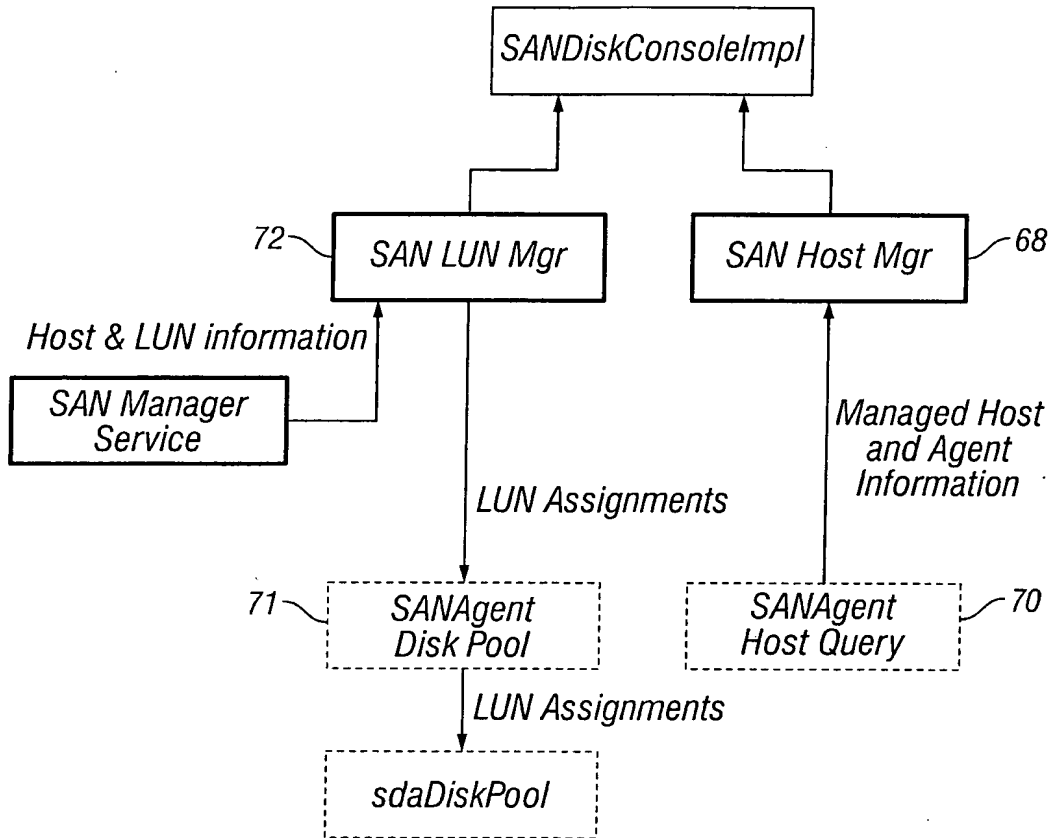 SANDiskConsoleImpl
72
SAN LUN Mgr
SAN Host Mgr
68
Host & LUN information
SAN Manager
Service
Managed Host
and Agent
Information
LUN Assignments
71
SANAgent
Disk Pool
SANAgent
Host Query
70
LUN Assignments
sdaDiskPool